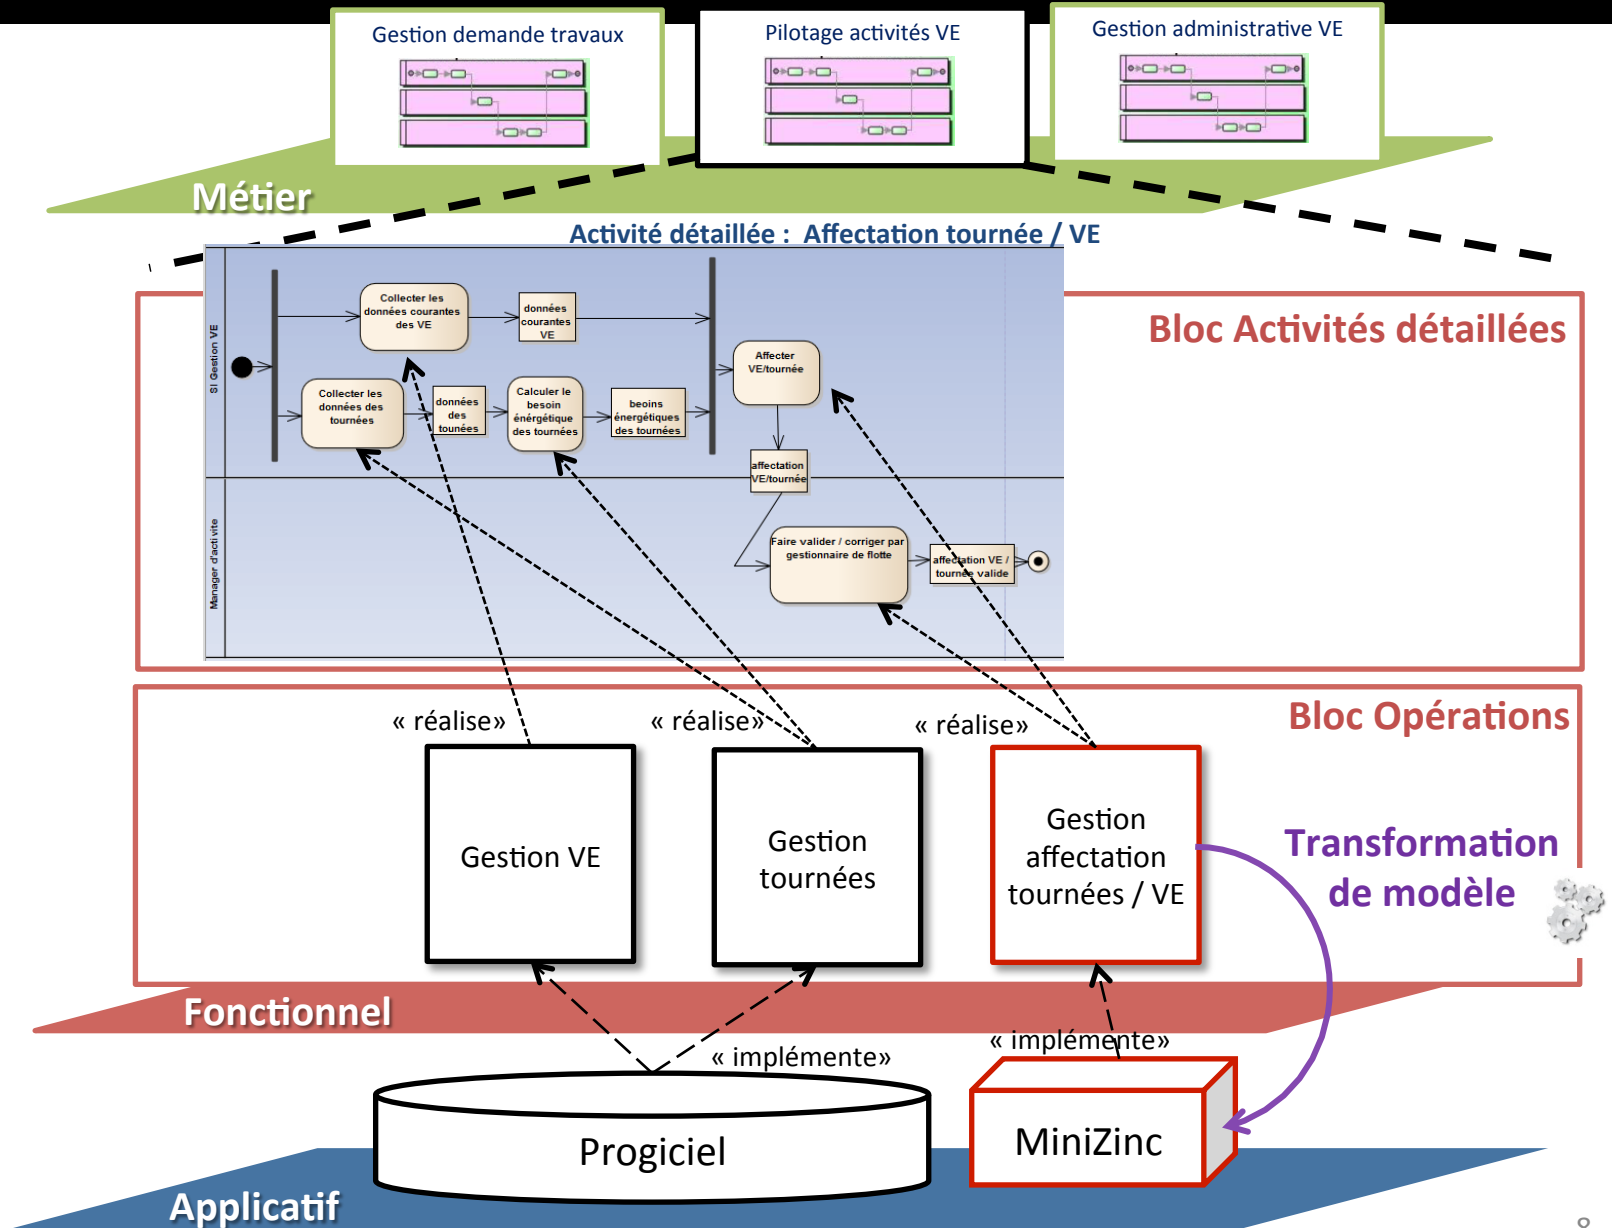 Gestion demande travaux
Pilotage activités VE
Gestion administrative VE
Métier
Activité détaillée : Affectation tournée / VE
Bloc Activités détaillées
SI Gestion VE
Collecter les
données courantes
des VE
données
courantes
VE
Affecter
VE/tournée
Collecter les
données des
tournées
données
des
tounées
Calculer le
besoin
énérgétique
des tournées
beoins
énergétiques
des tournées
affectation
VE/tournée
Manager d'activite
Faire valider / corriger par
gestionnaire de flotte
affectation VE /
tournée valide
Bloc Opérations
« réalise»
« réalise»
« réalise»
Gestion VE
Gestion
tournées
Gestion
affectation
tournées / VE
Transformation
de modèle
Fonctionnel
« implémente»
« implémente»
Progiciel
MiniZinc
Applicatif